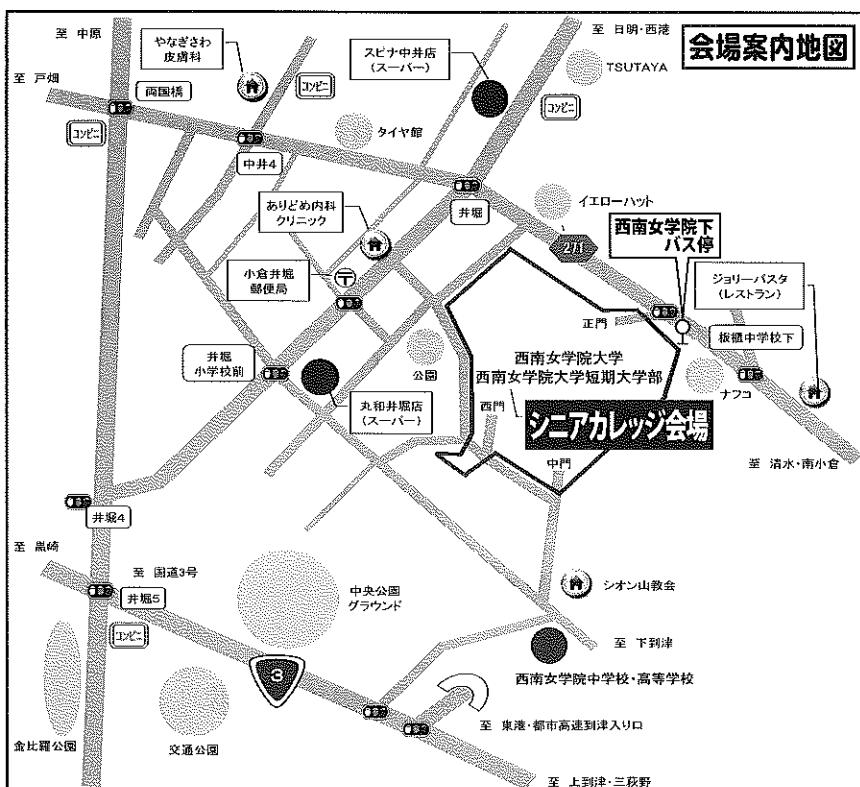 会場案内地図
至 中原
やなぎさわ
皮膚科
スピナ中井店
(スーパー)
至 日明・西港
TSUTAYA
至 戸畑
両国橋
コンビニ
コンビニ
コンビニ
タイヤ館
中井4
井堀
イエローハット
ありどめ内科
クリニック
271
西南女学院下
バス停
小倉井堀
郵便局
ジョリーパスタ
(レストラン)
正門
板櫃中学校下
井堀
小学校前
公園
西南女学院大学
西南女学院大学短期大学部
ナフコ
丸和井堀店
(スーパー)
西門
シニアカレッジ会場
中門
至 清水・南小倉
井堀4
至 黒崎
至 国道3号
井堀5
コンビニ
中央公園
グラウンド
シオン山教会
至 下到津
3
西南女学院中学校・高等学校
至 東港・都市高速到津入り口
金比羅公園
交通公園
至 上到津・三萩野